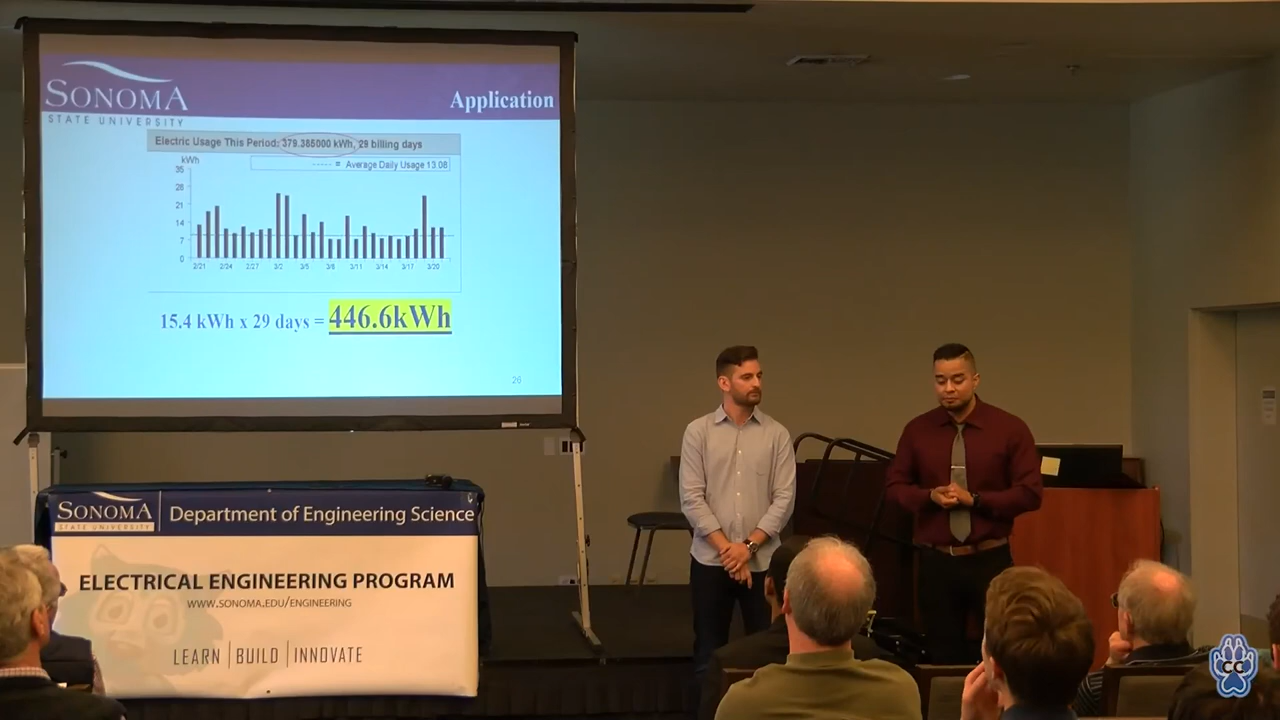 SONOMA
STATE UNIVERSITY
Application
Electric Usage This Period: 379.385000 kWh, 29 billing days
kWh
----- = Average Daily Usage 13.08
35
28
21
14
7
0
2/21 2/24 2/27 3/2 3/5 3/8 3/11 3/14 3/17 3/20
15.4 kWh x 29 days = 446.6kWh
26
SONOMA
STATE UNIVERSITY
Department of Engineering Science
ELECTRICAL ENGINEERING PROGRAM
WWW.SONOMA.EDU/ENGINEERING
LEARN | BUILD | INNOVATE
CC